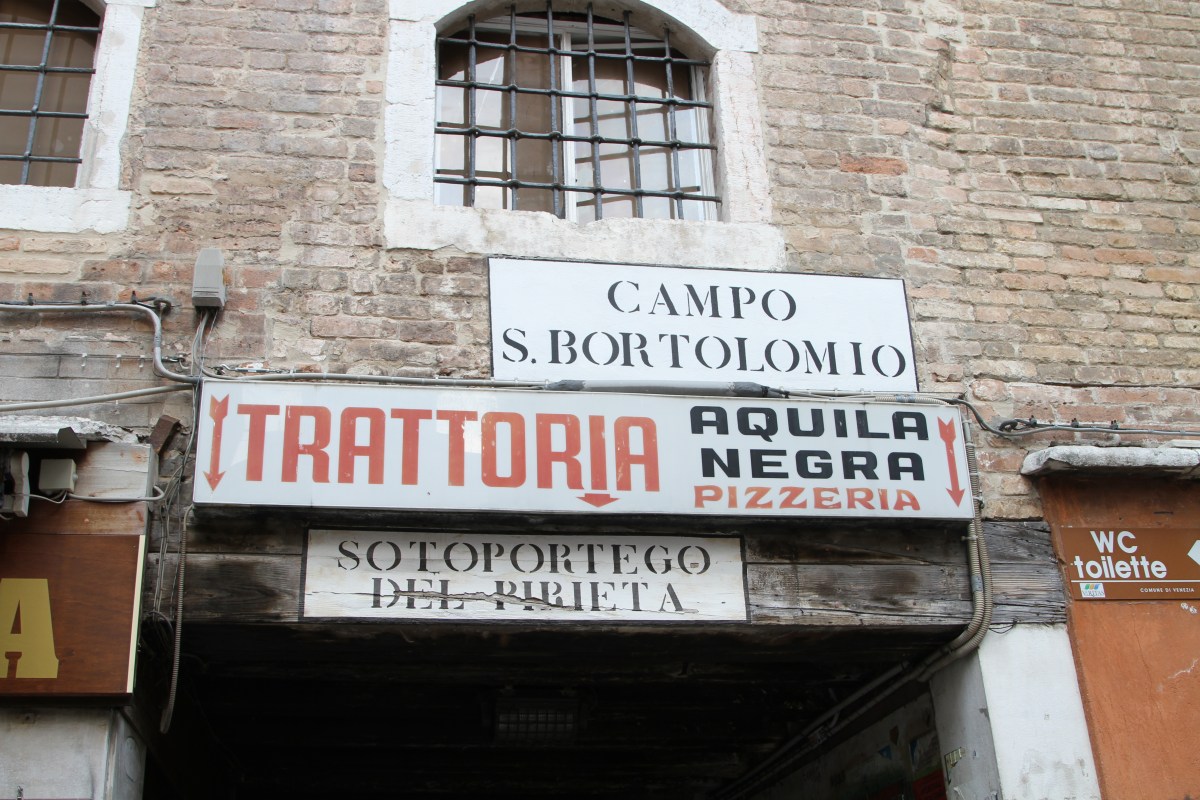 CAMPO
S. BORTOLOMIO
TRATTORIA
AQUILA
NEGRA
PIZZERIA
SOTOPORTEGO
DEL PIRIETA
A
WC
toilette
COMUNE DI VENEZIA